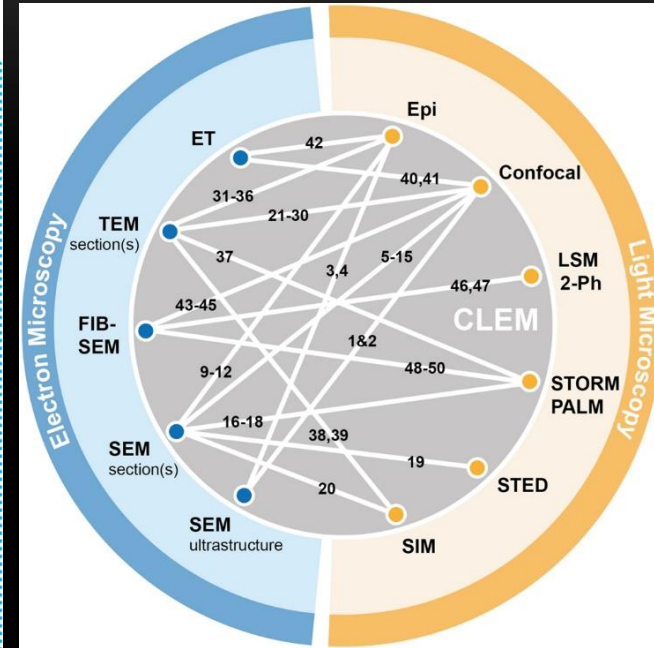 Electron Microscopy
Light Microscopy
Epi
ET
42
Confocal
40,41
31-36
21-30
TEM
section(s)
37
5-15
3,4
LSM
2-Ph
46,47
43-45
CLEM
FIB-
SEM
1&2
9-12
48-50
STORM
PALM
16-18
38,39
SEM
section(s)
19
STED
20
SEM
ultrastructure
SIM